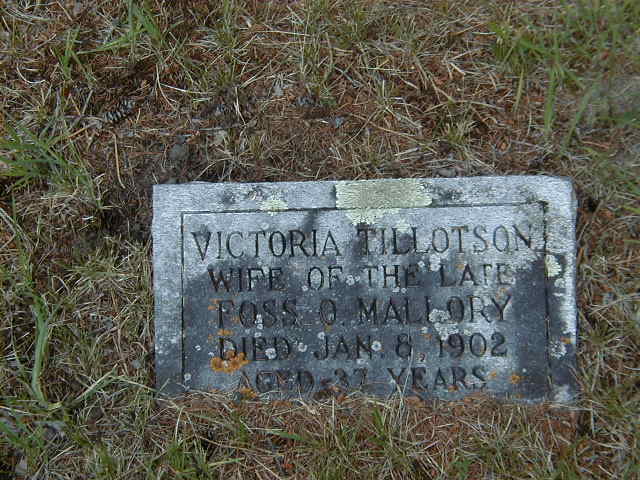 VICTORIA TILLOTSON
WIFE OF THE LATE
FOSS O. MALLORY
DIED JAN. 8, 1902
AGED 37 YEARS